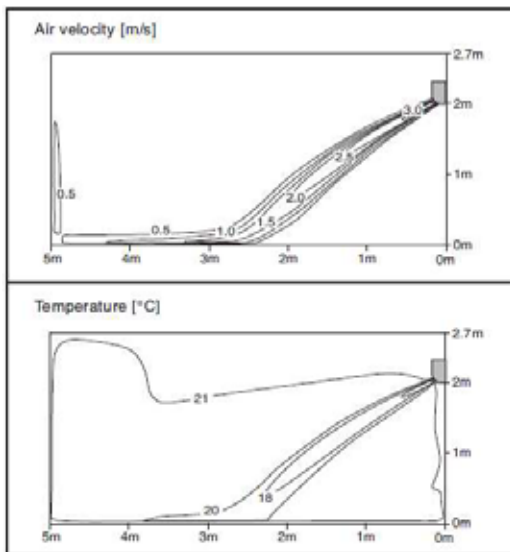 Air velocity [m/s]
2.7m
2m
3.0
2.5
1m
0.5
2.0
0.5
1.0
1.5
0m
5m 4m 3m 2m 1m 0m
Temperature [°C]
2.7m
2m
21
1m
20
18
0m
5m 4m 3m 2m 1m 0m